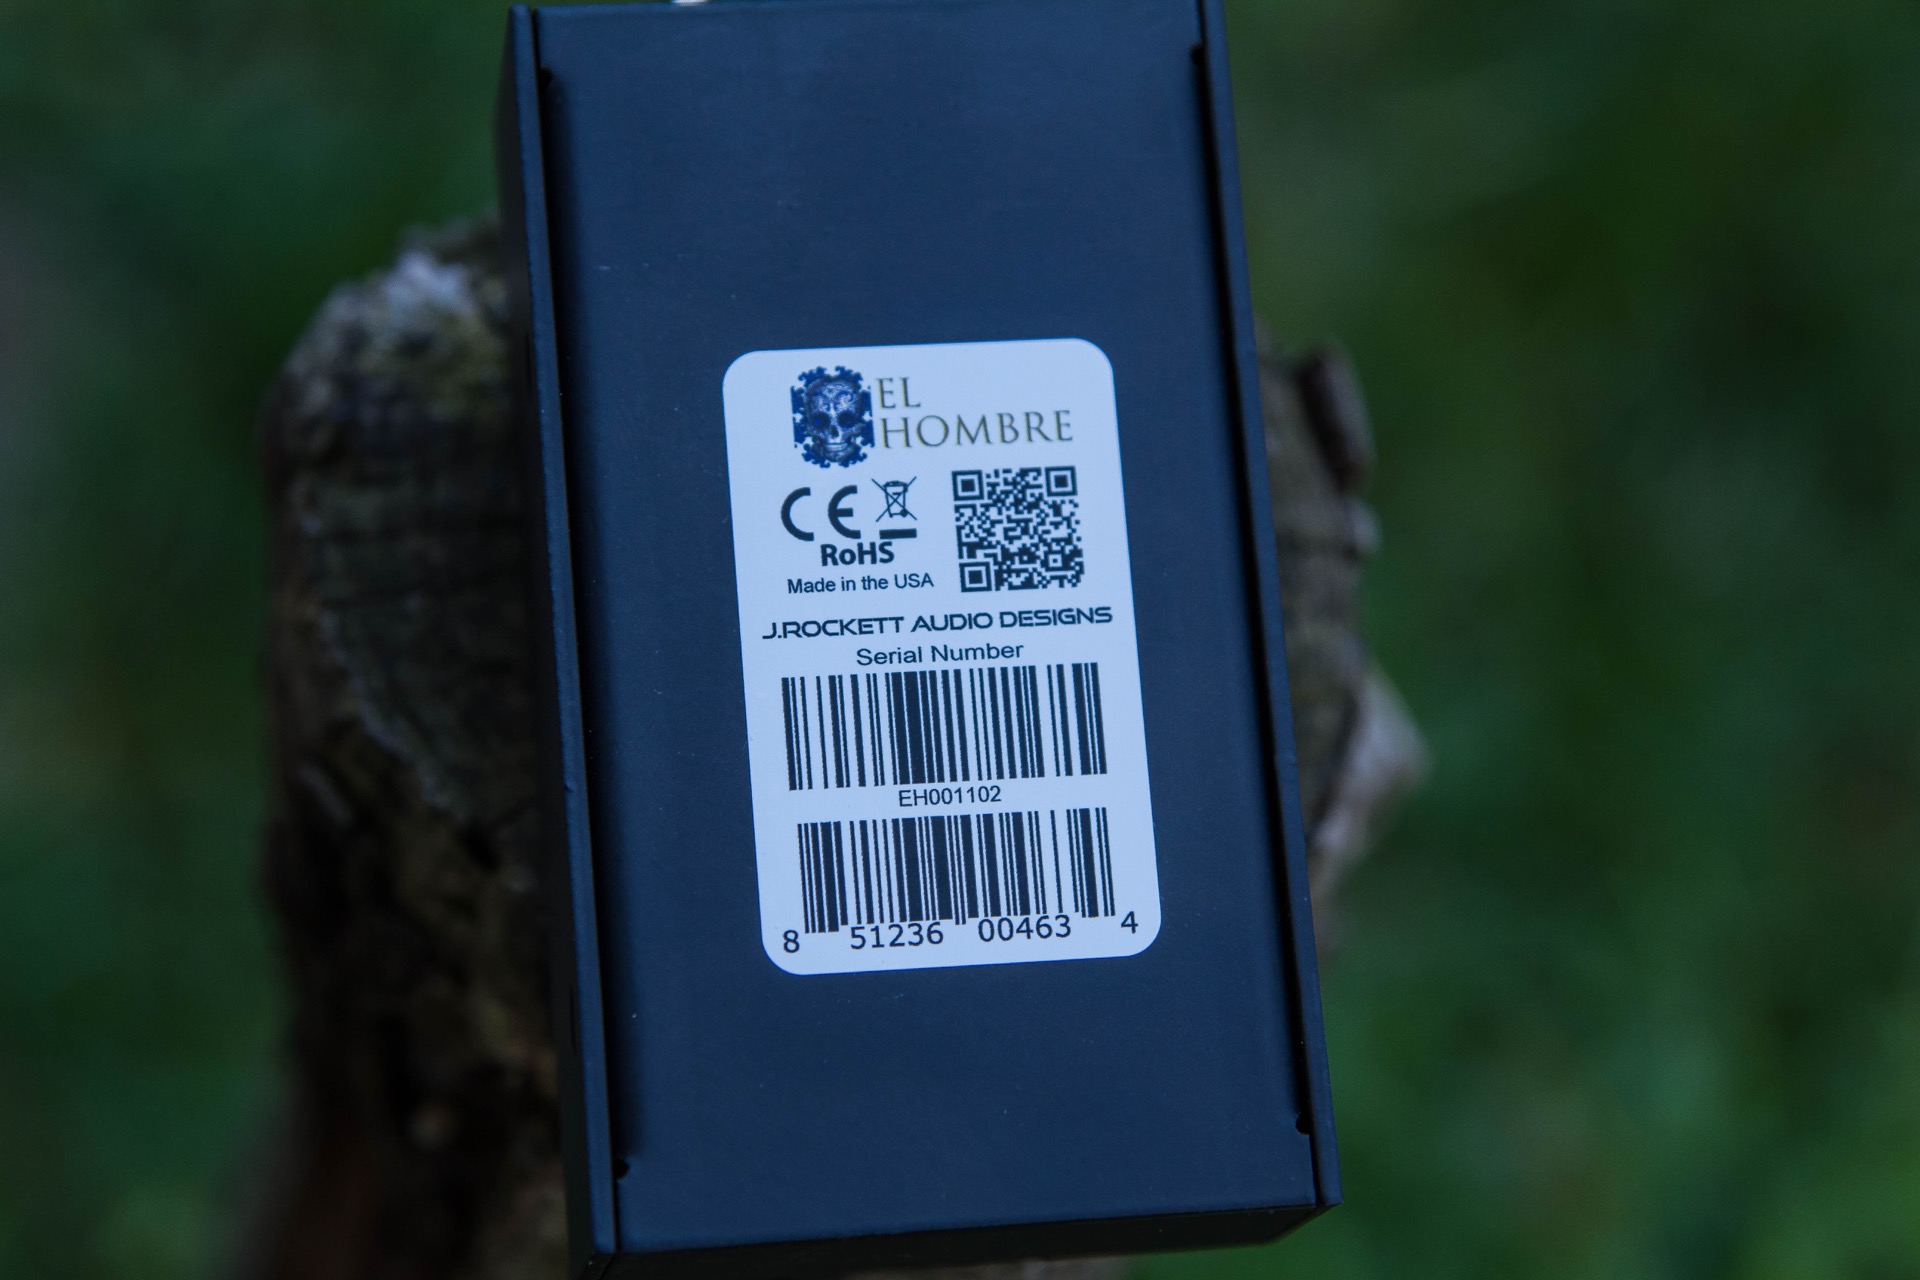 EL
HOMBRE
CE
RoHS
Made in the USA
J.ROCKETT AUDIO DESIGNS
Serial Number
EH001102
8 51236 00463 4